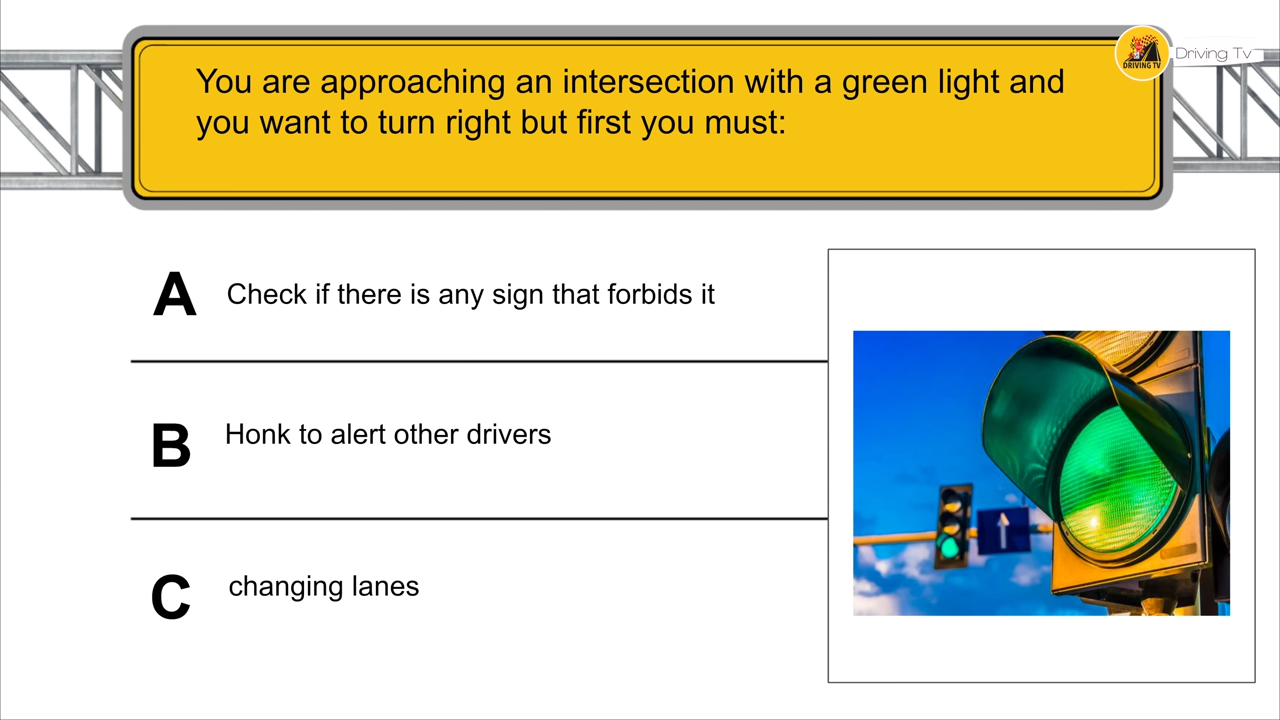 DRIVING TV
Driving Tv
You are approaching an intersection with a green light and
you want to turn right but first you must:
A Check if there is any sign that forbids it
B Honk to alert other drivers
C changing lanes